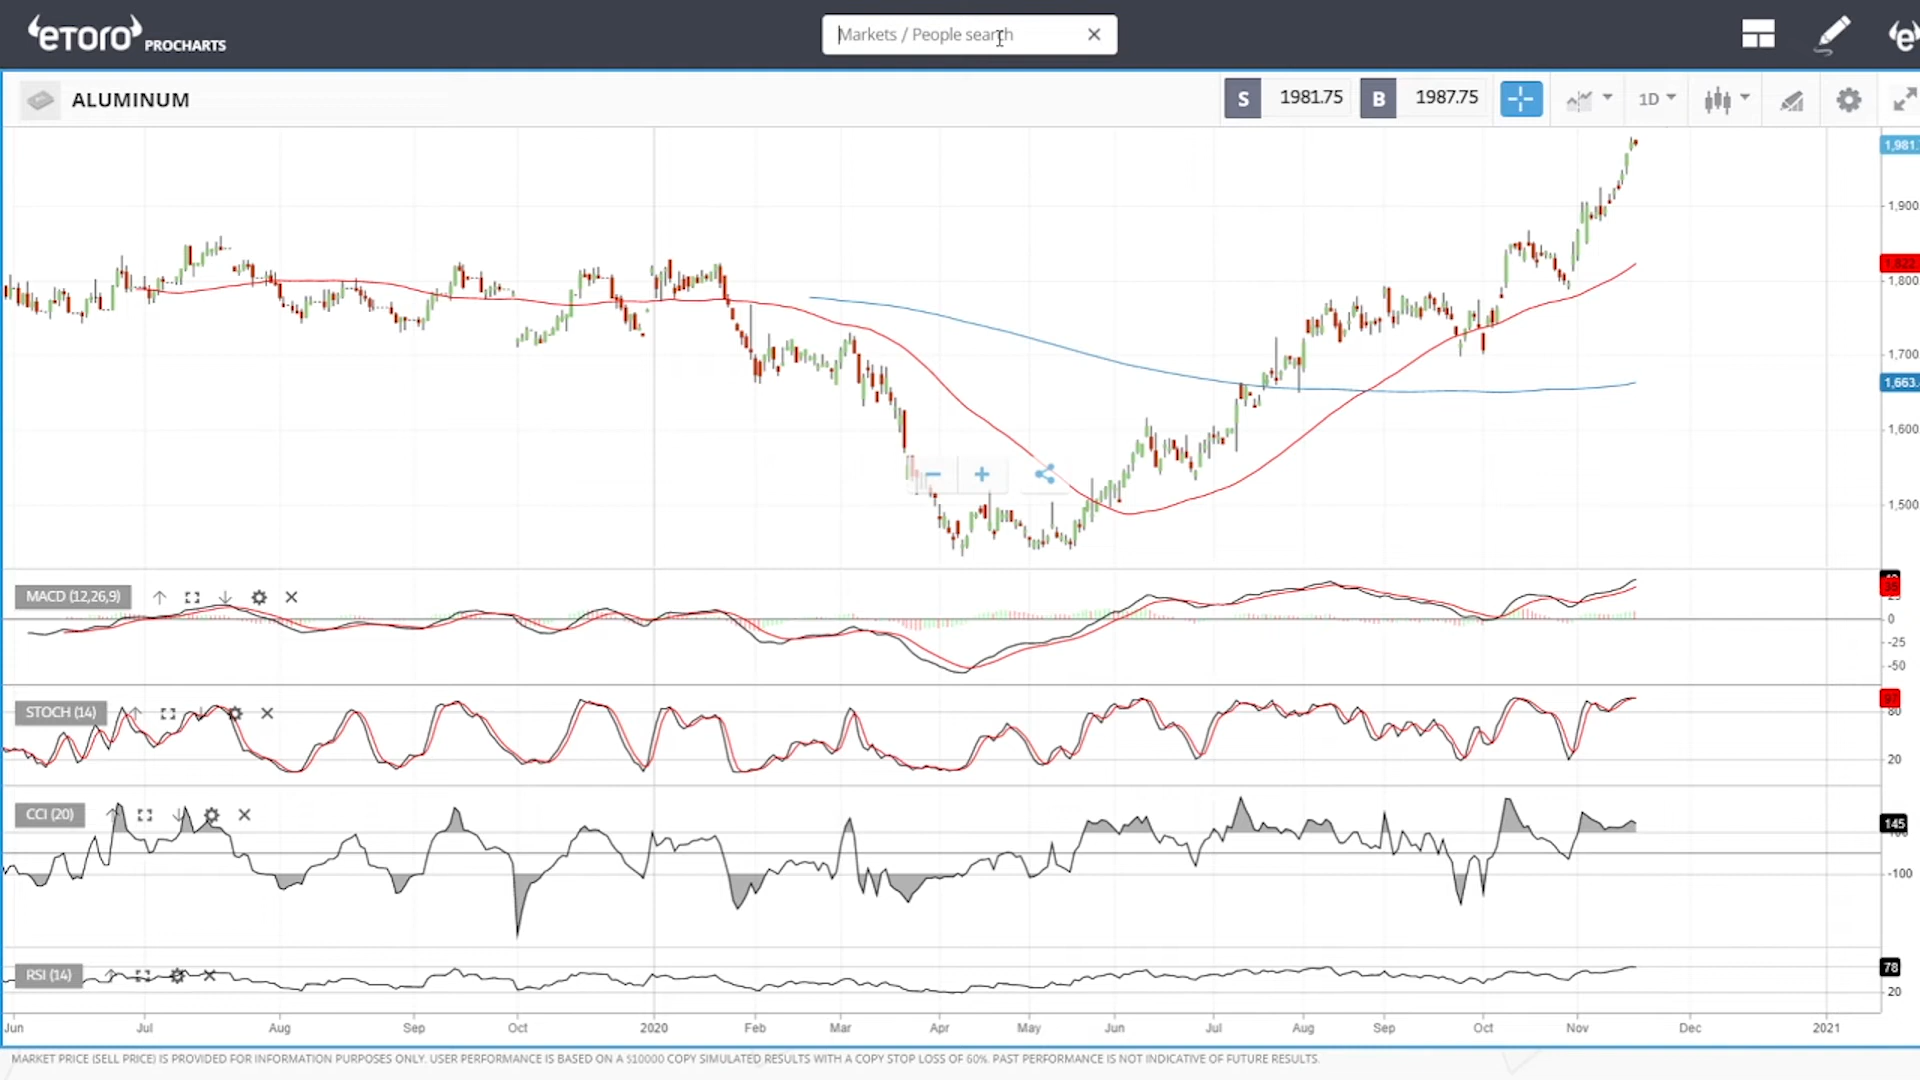 eToro PROCHARTS
Markets / People search
ALUMINUM
S 1981.75 B 1987.75 1D
1,981.
1,900
1,822
1,800
1,700
1,663.
1,600
1,500
MACD (12,26,9)
0
-25
-50
STOCH (14)
97
80
20
CCI (20)
145
-100
RSI (14)
78
20
Jun Jul Aug Sep Oct 2020 Feb Mar Apr May Jun Jul Aug Sep Oct Nov Dec 2021
MARKET PRICE (SELL PRICE) IS PROVIDED FOR INFORMATION PURPOSES ONLY. USER PERFORMANCE IS BASED ON A $10000 COPY SIMULATED RESULTS WITH A COPY STOP LOSS OF 60%. PAST PERFORMANCE IS NOT INDICATIVE OF FUTURE RESULTS.